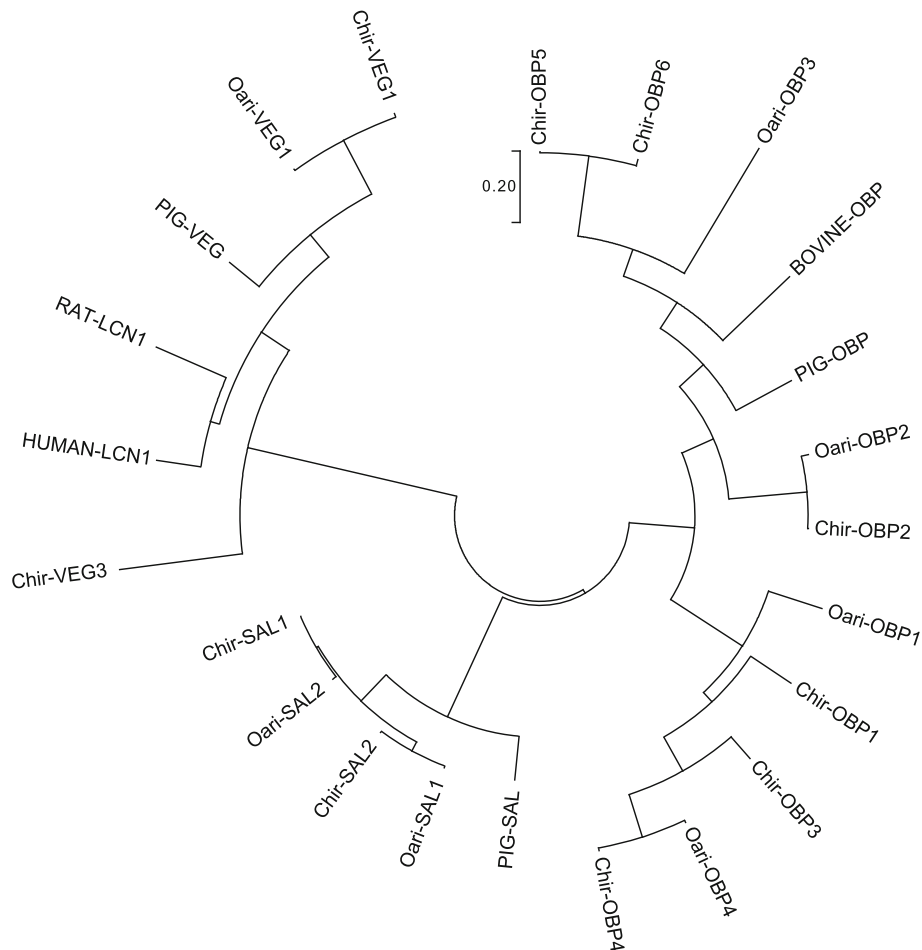 Chir-VEG1
Oari-VEG1
PIG-VEG
RAT-LCN1
HUMAN-LCN1
Chir-VEG3
Chir-SAL1
Oari-SAL2
Chir-SAL2
Oari-SAL1
PIG-SAL
Chir-OBP4
Oari-OBP4
Chir-OBP3
Chir-OBP1
Oari-OBP1
Chir-OBP2
Oari-OBP2
PIG-OBP
BOVINE-OBP
Oari-OBP3
Chir-OBP6
Chir-OBP5
0.20